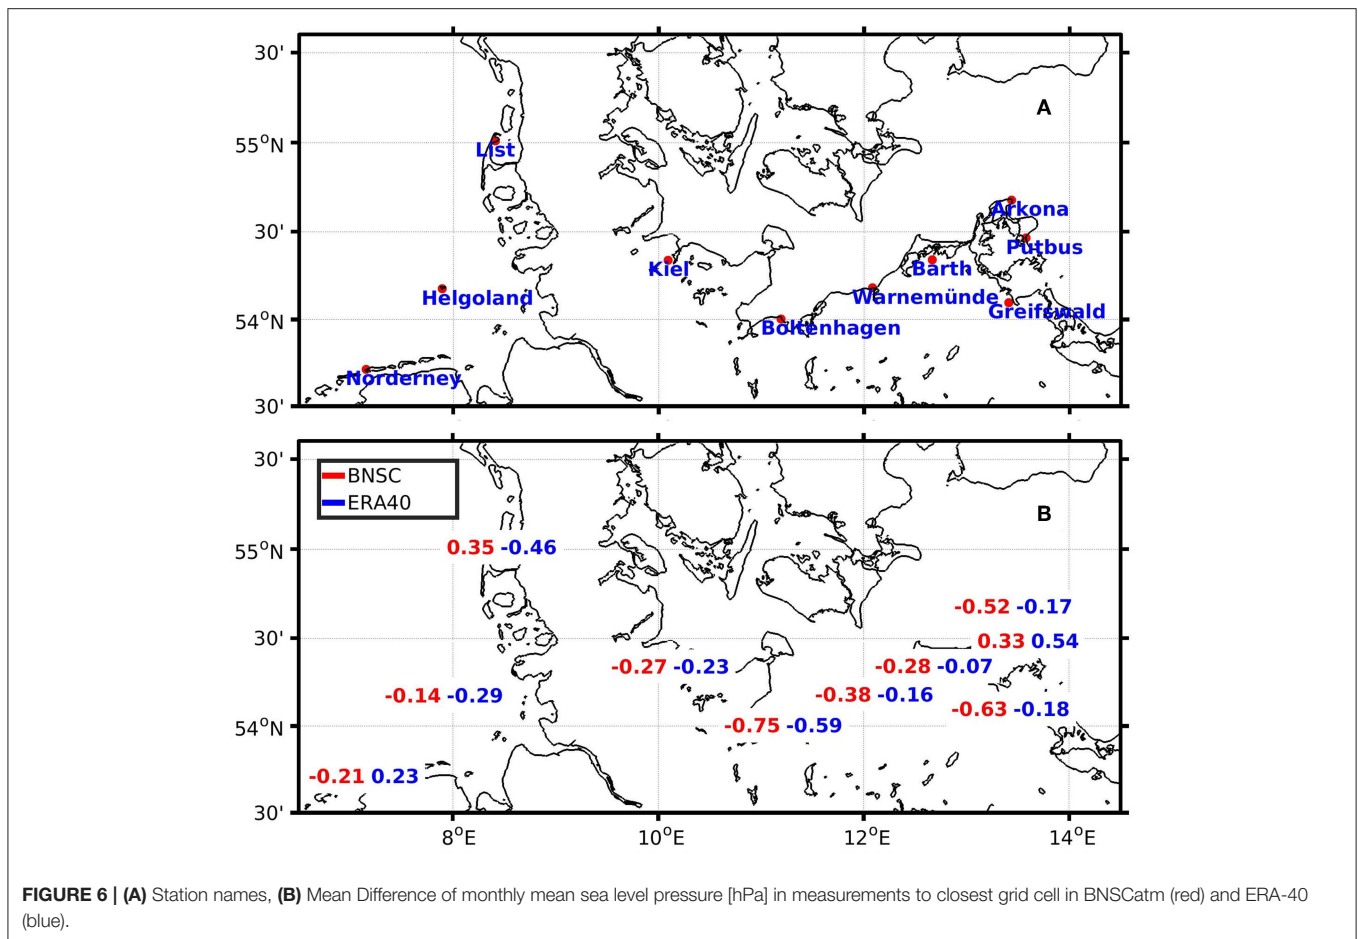 30'
A
55°N
List
Arkona
30'
Putbus
Kiel
Barth
Helgoland
Warnemünde
Greifswald
54°N
Boltenhagen
Norderney
30'
30'
BNSC
ERA40
B
55°N
0.35 -0.46
-0.52 -0.17
30'
0.33 0.54
-0.27 -0.23
-0.28 -0.07
-0.14 -0.29
-0.38 -0.16
-0.63 -0.18
54°N
-0.75 -0.59
-0.21 0.23
30'
8°E
10°E
12°E
14°E
FIGURE 6 | (A) Station names, (B) Mean Difference of monthly mean sea level pressure [hPa] in measurements to closest grid cell in BNSCatm (red) and ERA-40
(blue).